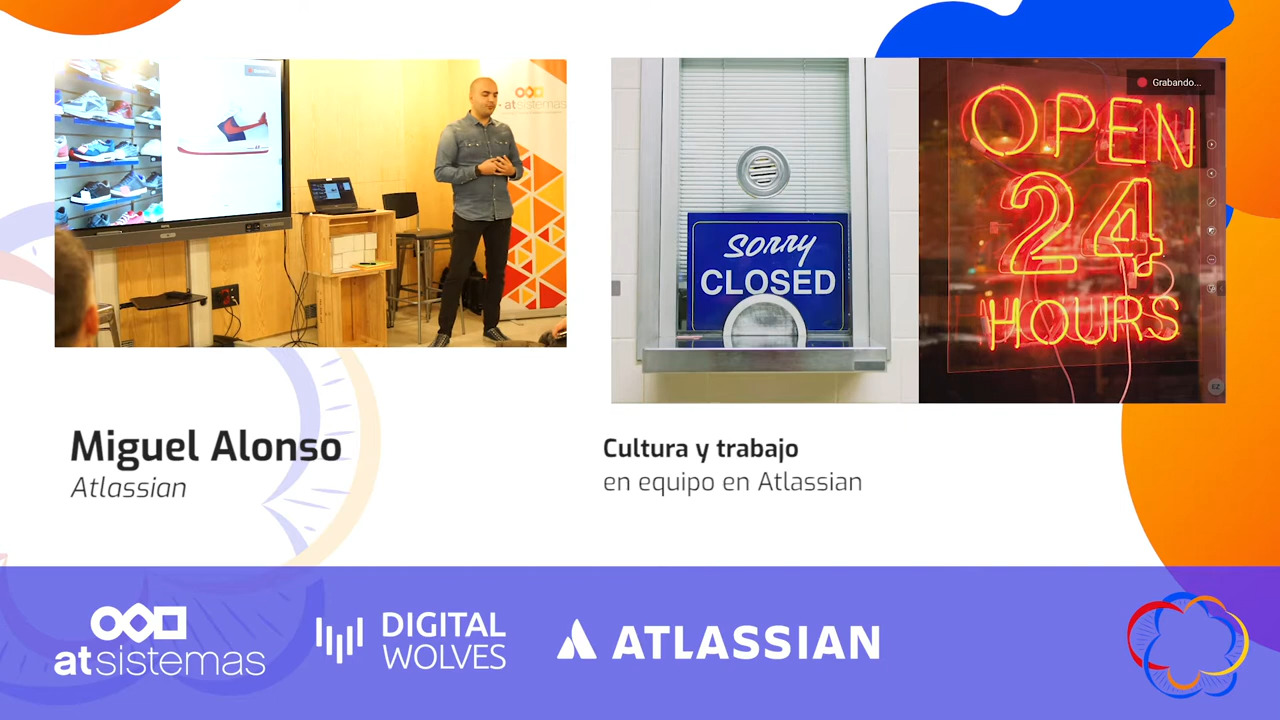 atsistemas
Sorry
CLOSED
Grabando...
OPEN
24
HOURS
EZ
Miguel Alonso
Atlassian
Cultura y trabajo
en equipo en Atlassian
atsistemas
DIGITAL
WOLVES
ATLASSIAN